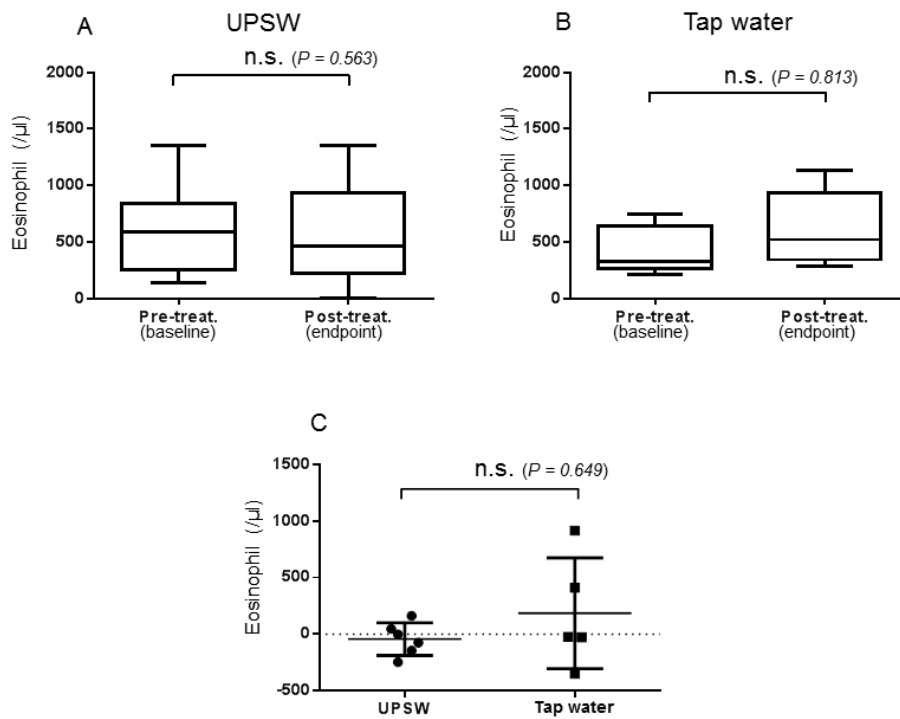 A
UPSW
n.s. (P = 0.563)
2000
1500
1000
500
0
Eosinophil (/µl)
Pre-treat.
(baseline)
Post-treat.
(endpoint)
B
Tap water
n.s. (P = 0.813)
2000
1500
1000
500
0
Eosinophil (/µl)
Pre-treat.
(baseline)
Post-treat.
(endpoint)
C
n.s. (P = 0.649)
1500
1000
500
0
-500
Eosinophil (/µl)
UPSW
Tap water